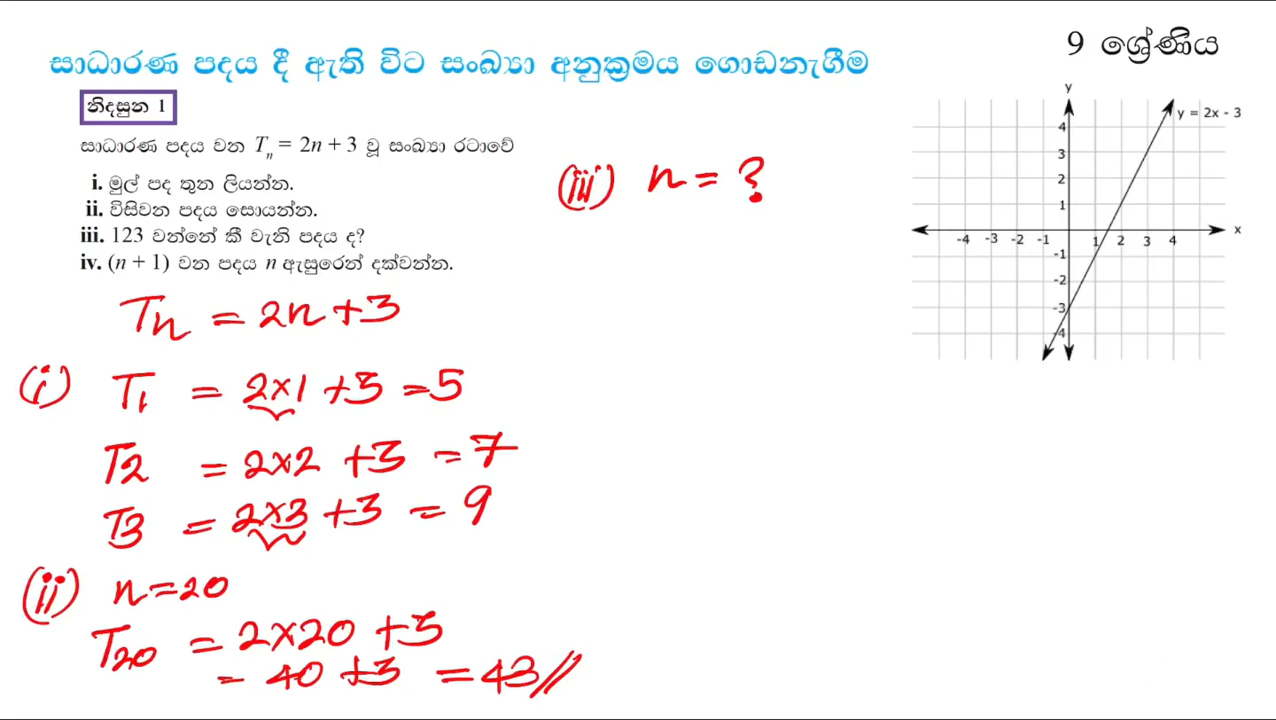 9 ශ්‍රේණිය
සාධාරණ පදය දී ඇති විට සංඛ්‍යා අනුක්‍රමය ගොඩනැගීම
නිදසුන 1
සාධාරණ පදය වන Tₙ = 2n + 3 වූ සංඛ්‍යා රටාවේ
i. මුල් පද තුන ලියන්න.
ii. විසිවන පදය සොයන්න.
iii. 123 වන්නේ කී වැනි පදය ද?
iv. (n + 1) වන පදය n ඇසුරෙන් දක්වන්න.
Tn = 2n + 3
(i) T1 = 2×1 + 3 = 5
T2 = 2×2 + 3 = 7
T3 = 2×3 + 3 = 9
(ii) n = 20
T20 = 2×20 + 3
= 40 + 3 = 43//
(iii) n = ?
y
y = 2x - 3
4
3
2
1
-4 -3 -2 -1 1 2 3 4 x
-1
-2
-3
-4